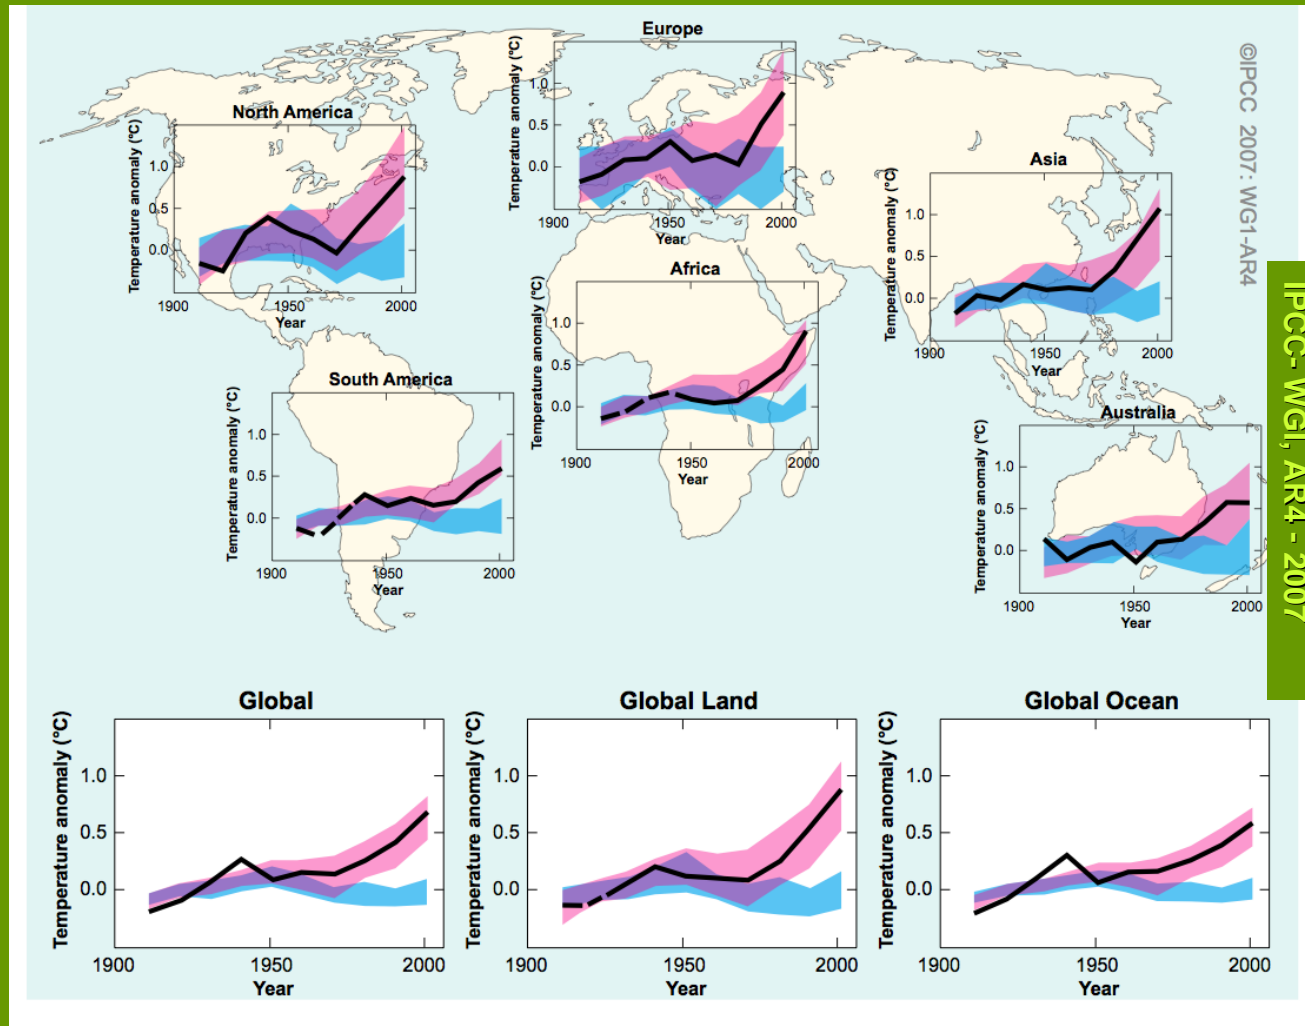 Europe
Temperature anomaly (°C)
1.0
0.5
0.0
1900
1950
2000
Year
North America
Temperature anomaly (°C)
1.0
0.5
0.0
1900
1950
2000
Year
Asia
Temperature anomaly (°C)
1.0
0.5
0.0
1900
1950
2000
Year
©IPCC 2007: WG1-AR4
Africa
Temperature anomaly (°C)
1.0
0.5
0.0
1900
1950
2000
Year
IPCC- WGI, AR4 - 2007
South America
Temperature anomaly (°C)
1.0
0.5
0.0
1900
1950
2000
Year
Australia
Temperature anomaly (°C)
1.0
0.5
0.0
1900
1950
2000
Year
Global
Temperature anomaly (°C)
1.0
0.5
0.0
1900
1950
2000
Year
Global Land
Temperature anomaly (°C)
1.0
0.5
0.0
1900
1950
2000
Year
Global Ocean
Temperature anomaly (°C)
1.0
0.5
0.0
1900
1950
2000
Year